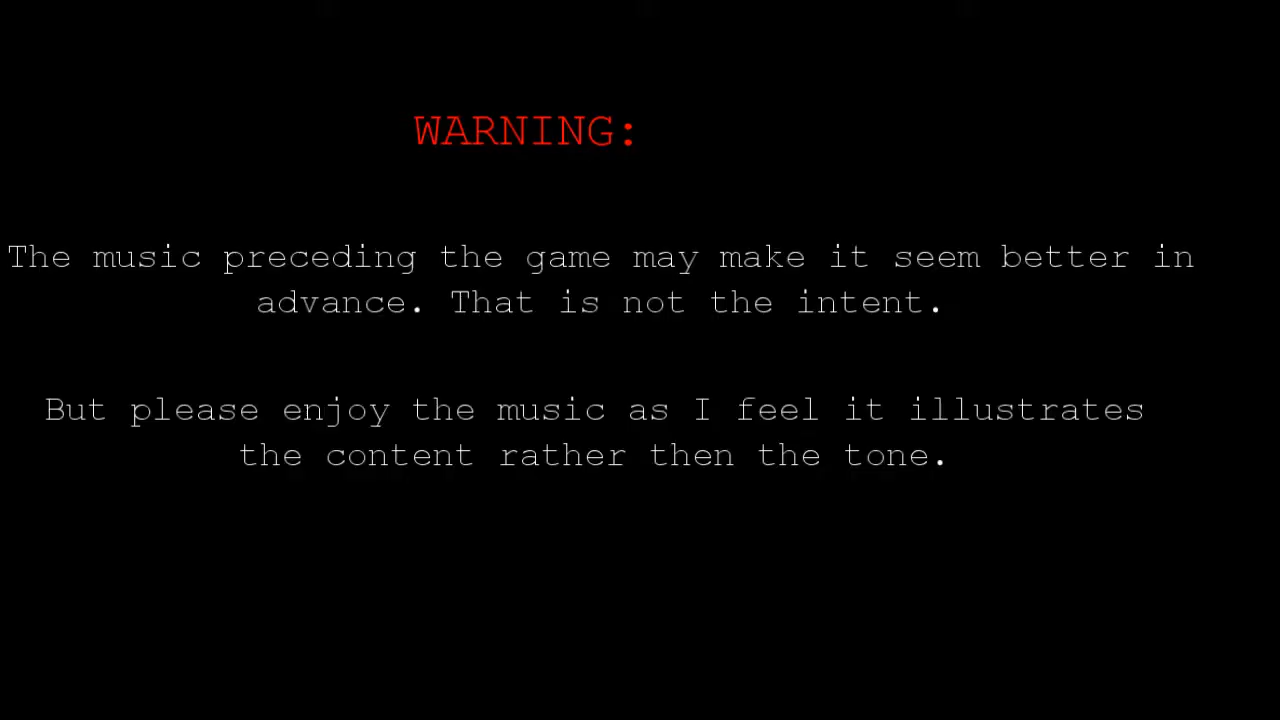 WARNING:
The music preceding the game may make it seem better in
advance. That is not the intent.
But please enjoy the music as I feel it illustrates
the content rather then the tone.